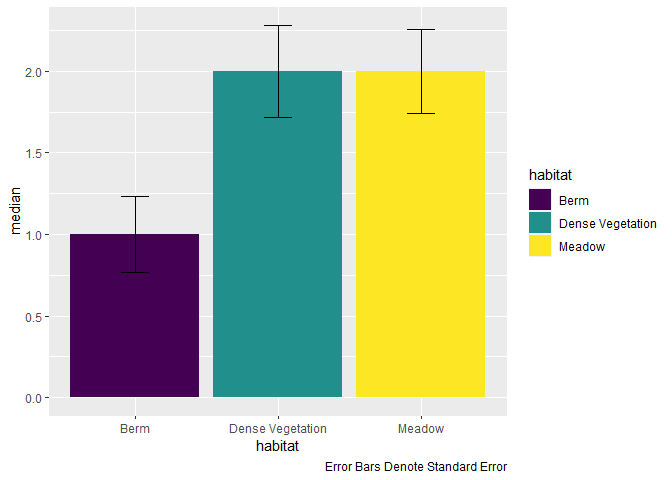 2.0
1.5
1.0
0.5
0.0
median
Berm
Dense Vegetation
Meadow
habitat
Error Bars Denote Standard Error
habitat
Berm
Dense Vegetation
Meadow